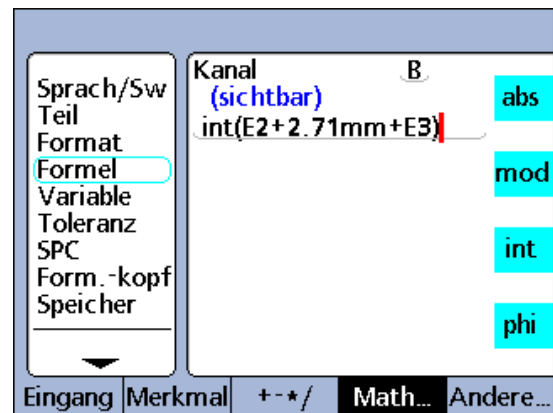 Sprach/Sw
Teil
Format
Formel
Variable
Toleranz
SPC
Form.-kopf
Speicher
Kanal B
(sichtbar)
int(E2+2.71mm+E3)
abs
mod
int
phi
Eingang Merkmal +-*/ Math... Andere...